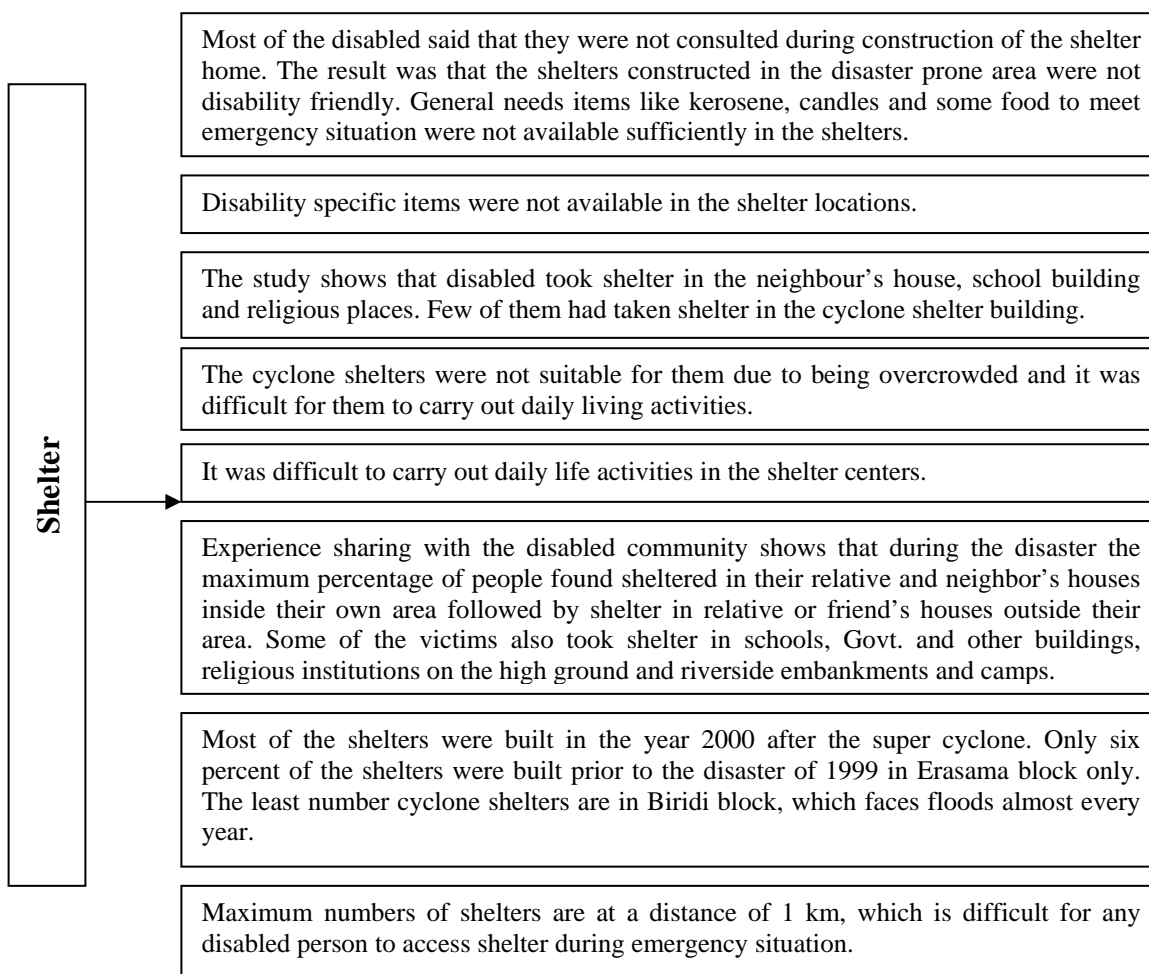 Most of the disabled said that they were not consulted during construction of the shelter
home. The result was that the shelters constructed in the disaster prone area were not
disability friendly. General needs items like kerosene, candles and some food to meet
emergency situation were not available sufficiently in the shelters.
Disability specific items were not available in the shelter locations.
The study shows that disabled took shelter in the neighbour's house, school building
and religious places. Few of them had taken shelter in the cyclone shelter building.
The cyclone shelters were not suitable for them due to being overcrowded and it was
difficult for them to carry out daily living activities.
Shelter
It was difficult to carry out daily life activities in the shelter centers.
Experience sharing with the disabled community shows that during the disaster the
maximum percentage of people found sheltered in their relative and neighbor's houses
inside their own area followed by shelter in relative or friend's houses outside their
area. Some of the victims also took shelter in schools, Govt. and other buildings,
religious institutions on the high ground and riverside embankments and camps.
Most of the shelters were built in the year 2000 after the super cyclone. Only six
percent of the shelters were built prior to the disaster of 1999 in Erasama block only.
The least number cyclone shelters are in Biridi block, which faces floods almost every
year.
Maximum numbers of shelters are at a distance of 1 km, which is difficult for any
disabled person to access shelter during emergency situation.